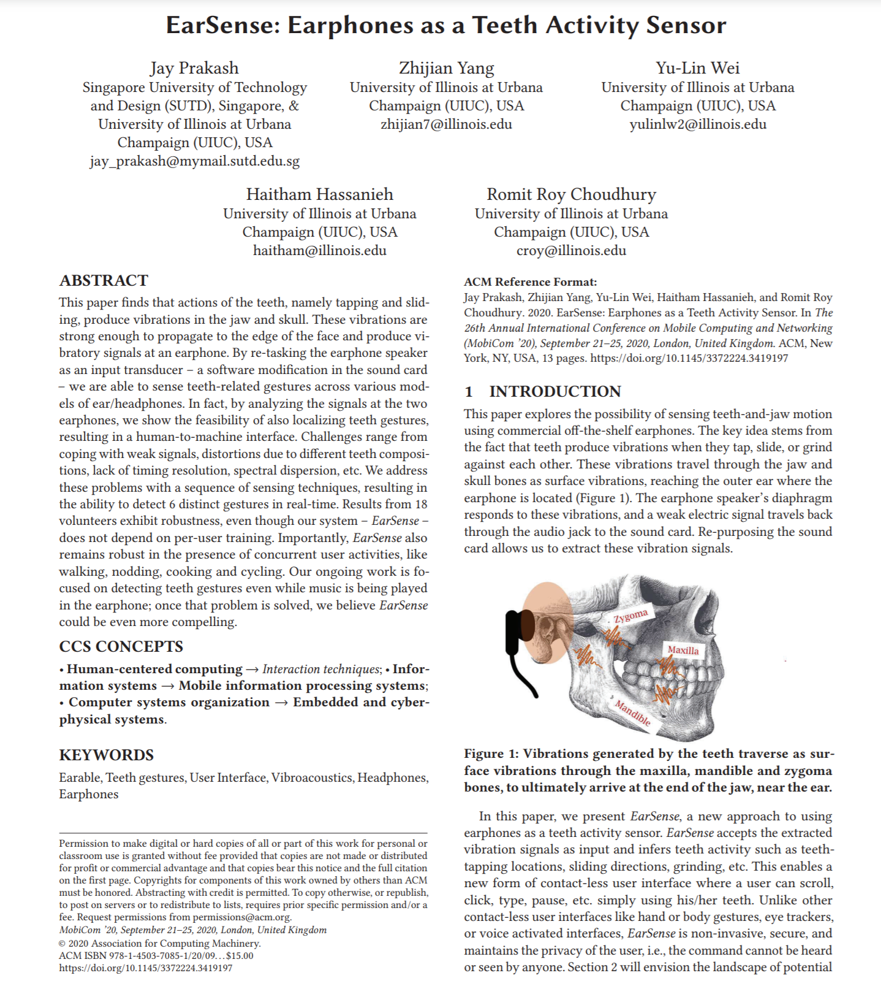 EarSense: Earphones as a Teeth Activity Sensor
Jay Prakash
Singapore University of Technology
and Design (SUTD), Singapore, &
University of Illinois at Urbana
Champaign (UIUC), USA
jay_prakash@mymail.sutd.edu.sg
Zhijian Yang
University of Illinois at Urbana
Champaign (UIUC), USA
zhijian7@illinois.edu
Yu-Lin Wei
University of Illinois at Urbana
Champaign (UIUC), USA
yulinlw2@illinois.edu
Haitham Hassanieh
University of Illinois at Urbana
Champaign (UIUC), USA
haitham@illinois.edu
Romit Roy Choudhury
University of Illinois at Urbana
Champaign (UIUC), USA
croy@illinois.edu
ABSTRACT
This paper finds that actions of the teeth, namely tapping and slid-
ing, produce vibrations in the jaw and skull. These vibrations are
strong enough to propagate to the edge of the face and produce vi-
bratory signals at an earphone. By re-tasking the earphone speaker
as an input transducer – a software modification in the sound card
– we are able to sense teeth-related gestures across various mod-
els of ear/headphones. In fact, by analyzing the signals at the two
earphones, we show the feasibility of also localizing teeth gestures,
resulting in a human-to-machine interface. Challenges range from
coping with weak signals, distortions due to different teeth composi-
tions, lack of timing resolution, spectral dispersion, etc. We address
these problems with a sequence of sensing techniques, resulting in
the ability to detect 6 distinct gestures in real-time. Results from 18
volunteers exhibit robustness, even though our system – EarSense –
does not depend on per-user training. Importantly, EarSense also
remains robust in the presence of concurrent user activities, like
walking, nodding, cooking and cycling. Our ongoing work is fo-
cused on detecting teeth gestures even while music is being played
in the earphone; once that problem is solved, we believe EarSense
could be even more compelling.
CCS CONCEPTS
• Human-centered computing → Interaction techniques; • Infor-
mation systems → Mobile information processing systems;
• Computer systems organization → Embedded and cyber-
physical systems.
KEYWORDS
Earable, Teeth gestures, User Interface, Vibroacoustics, Headphones,
Earphones
Permission to make digital or hard copies of all or part of this work for personal or
classroom use is granted without fee provided that copies are not made or distributed
for profit or commercial advantage and that copies bear this notice and the full citation
on the first page. Copyrights for components of this work owned by others than ACM
must be honored. Abstracting with credit is permitted. To copy otherwise, or republish,
to post on servers or to redistribute to lists, requires prior specific permission and/or a
fee. Request permissions from permissions@acm.org.
MobiCom '20, September 21–25, 2020, London, United Kingdom
© 2020 Association for Computing Machinery.
ACM ISBN 978-1-4503-7085-1/20/09...$15.00
https://doi.org/10.1145/3372224.3419197
ACM Reference Format:
Jay Prakash, Zhijian Yang, Yu-Lin Wei, Haitham Hassanieh, and Romit Roy
Choudhury. 2020. EarSense: Earphones as a Teeth Activity Sensor. In The
26th Annual International Conference on Mobile Computing and Networking
(MobiCom '20), September 21–25, 2020, London, United Kingdom. ACM, New
York, NY, USA, 13 pages. https://doi.org/10.1145/3372224.3419197
1 INTRODUCTION
This paper explores the possibility of sensing teeth-and-jaw motion
using commercial off-the-shelf earphones. The key idea stems from
the fact that teeth produce vibrations when they tap, slide, or grind
against each other. These vibrations travel through the jaw and
skull bones as surface vibrations, reaching the outer ear where the
earphone is located (Figure 1). The earphone speaker's diaphragm
responds to these vibrations, and a weak electric signal travels back
through the audio jack to the sound card. Re-purposing the sound
card allows us to extract these vibration signals.
Zygoma
Maxilla
Mandible
Figure 1: Vibrations generated by the teeth traverse as sur-
face vibrations through the maxilla, mandible and zygoma
bones, to ultimately arrive at the end of the jaw, near the ear.
In this paper, we present EarSense, a new approach to using
earphones as a teeth activity sensor. EarSense accepts the extracted
vibration signals as input and infers teeth activity such as teeth-
tapping locations, sliding directions, grinding, etc. This enables a
new form of contact-less user interface where a user can scroll,
click, type, pause, etc. simply using his/her teeth. Unlike other
contact-less user interfaces like hand or body gestures, eye trackers,
or voice activated interfaces, EarSense is non-invasive, secure, and
maintains the privacy of the user, i.e., the command cannot be heard
or seen by anyone. Section 2 will envision the landscape of potential